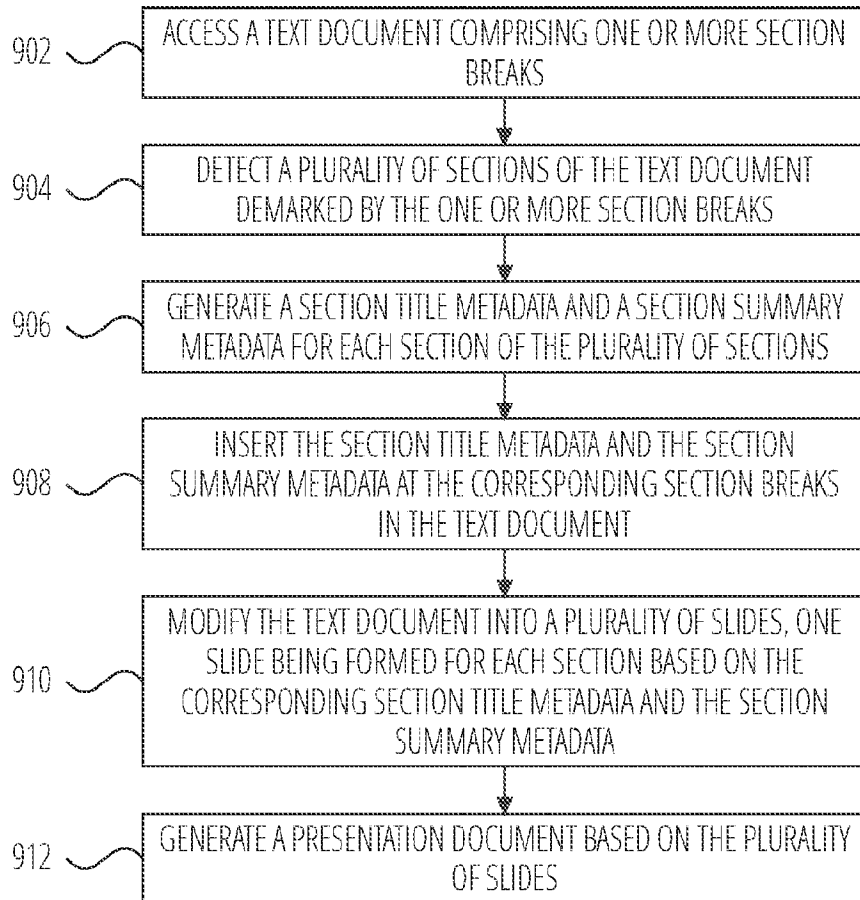 902
ACCESS A TEXT DOCUMENT COMPRISING ONE OR MORE SECTION
BREAKS
904
DETECT A PLURALITY OF SECTIONS OF THE TEXT DOCUMENT
DEMARKED BY THE ONE OR MORE SECTION BREAKS
906
GENERATE A SECTION TITLE METADATA AND A SECTION SUMMARY
METADATA FOR EACH SECTION OF THE PLURALITY OF SECTIONS
908
INSERT THE SECTION TITLE METADATA AND THE SECTION
SUMMARY METADATA AT THE CORRESPONDING SECTION BREAKS
IN THE TEXT DOCUMENT
910
MODIFY THE TEXT DOCUMENT INTO A PLURALITY OF SLIDES, ONE
SLIDE BEING FORMED FOR EACH SECTION BASED ON THE
CORRESPONDING SECTION TITLE METADATA AND THE SECTION
SUMMARY METADATA
912
GENERATE A PRESENTATION DOCUMENT BASED ON THE PLURALITY
OF SLIDES